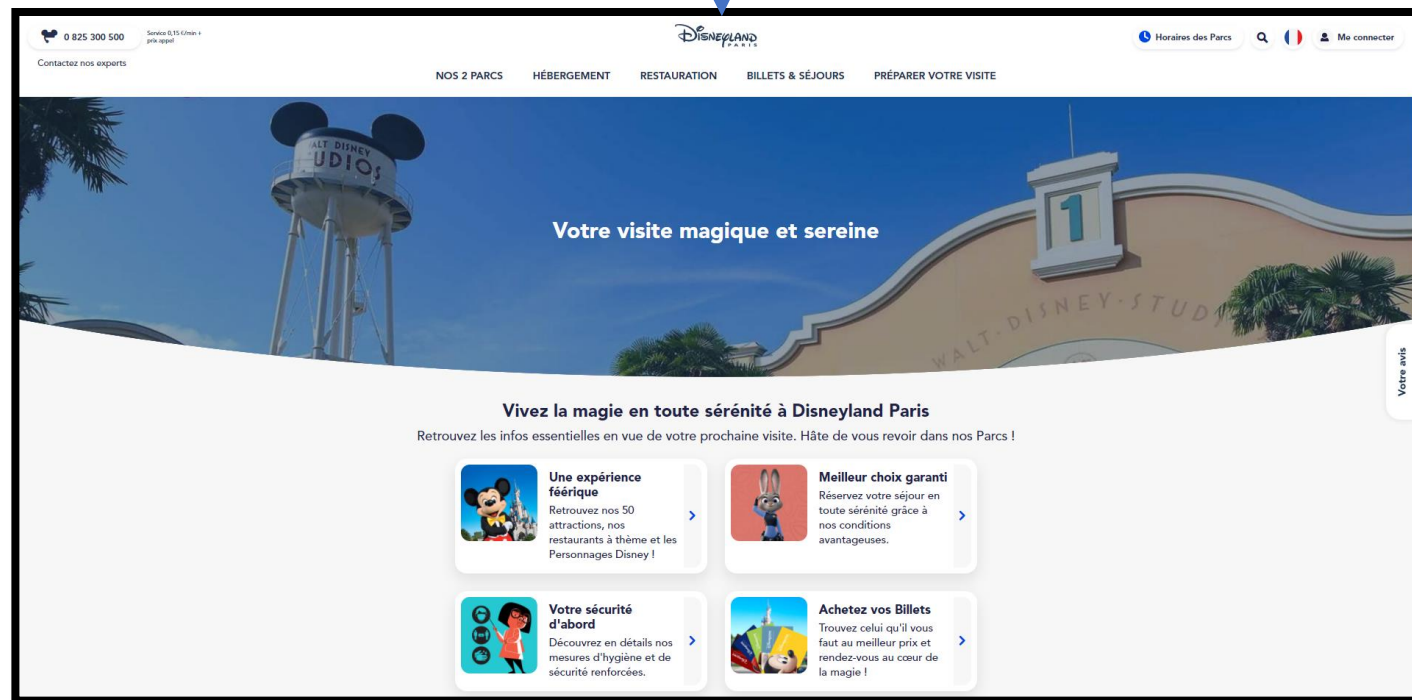 0 825 300 500
Service 0,15 €/min +
prix appel
Contactez nos experts
DISNEYLAND
PARIS
Horaires des Parcs
Me connecter
NOS 2 PARCS HÉBERGEMENT RESTAURATION BILLETS & SÉJOURS PRÉPARER VOTRE VISITE
WALT DISNEY
UDIOS
1
WALT·DISNEY·STUD
Votre visite magique et sereine
Votre avis
Vivez la magie en toute sérénité à Disneyland Paris
Retrouvez les infos essentielles en vue de votre prochaine visite. Hâte de vous revoir dans nos Parcs !
Une expérience
féérique
Retrouvez nos 50
attractions, nos
restaurants à thème et les
Personnages Disney !
Meilleur choix garanti
Réservez votre séjour en
toute sérénité grâce à
nos conditions
avantageuses.
Votre sécurité
d'abord
Découvrez en détails nos
mesures d'hygiène et de
sécurité renforcées.
Achetez vos Billets
Trouvez celui qu'il vous
faut au meilleur prix et
rendez-vous au cœur de
la magie !